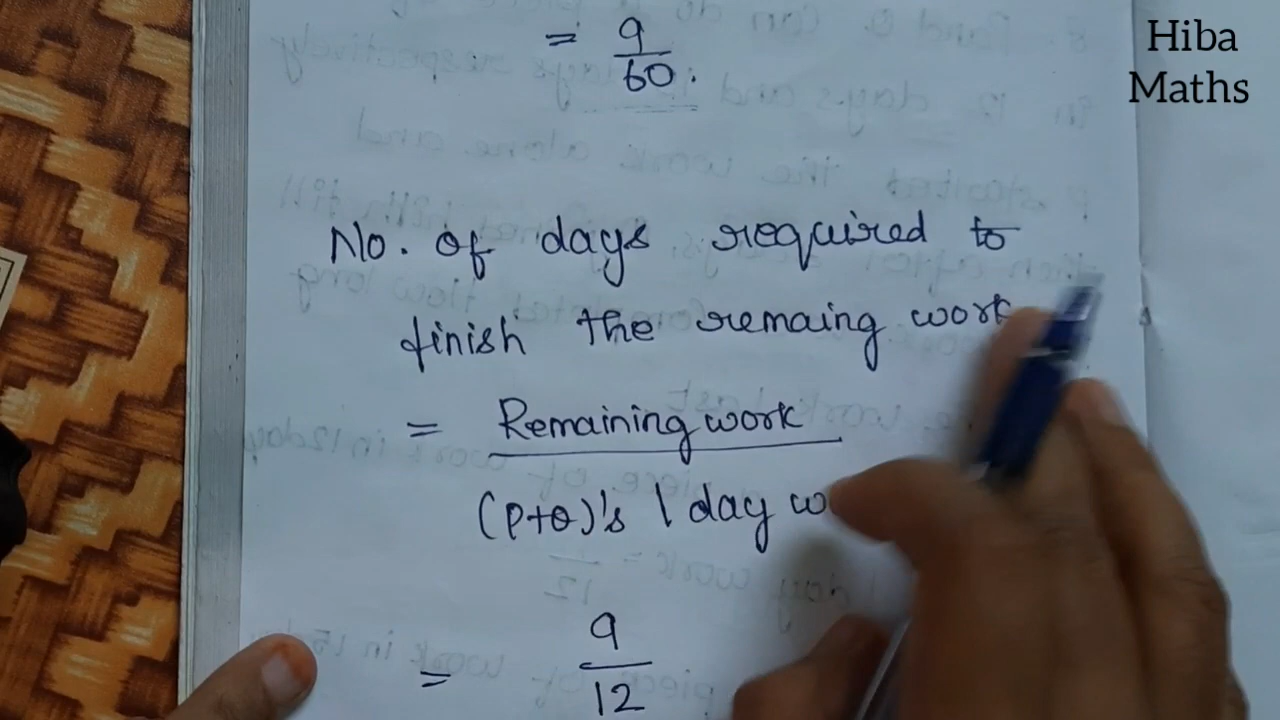 Hiba
Maths
= 9/60.
No. of days required to
finish the remaing work
= Remaining work
(P+Q)'s 1 day w
= 9/12